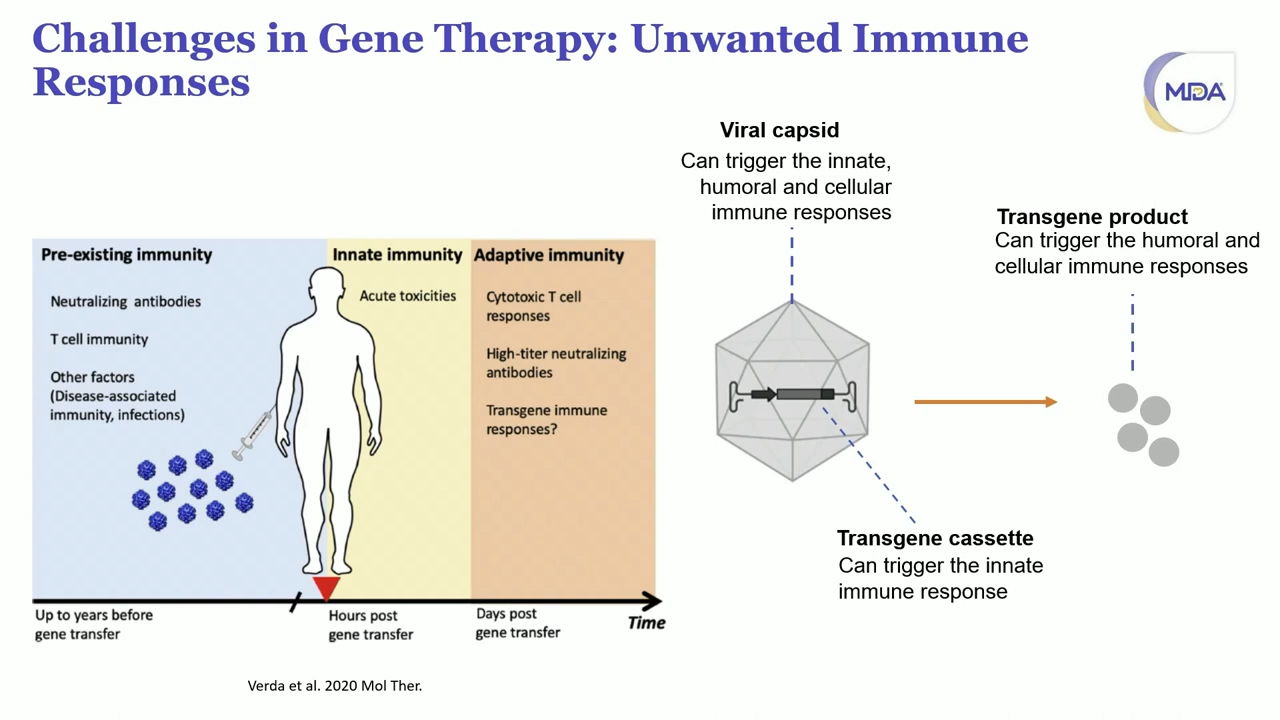 Challenges in Gene Therapy: Unwanted Immune
Responses
MDA
Viral capsid
Can trigger the innate,
humoral and cellular
immune responses
Transgene product
Can trigger the humoral and
cellular immune responses
Pre-existing immunity
Neutralizing antibodies
T cell immunity
Other factors
(Disease-associated
immunity, infections)
Innate immunity
Acute toxicities
Adaptive immunity
Cytotoxic T cell
responses
High-titer neutralizing
antibodies
Transgene immune
responses?
Transgene cassette
Can trigger the innate
immune response
Up to years before
gene transfer
Hours post
gene transfer
Days post
gene transfer
Time
Verda et al. 2020 Mol Ther.